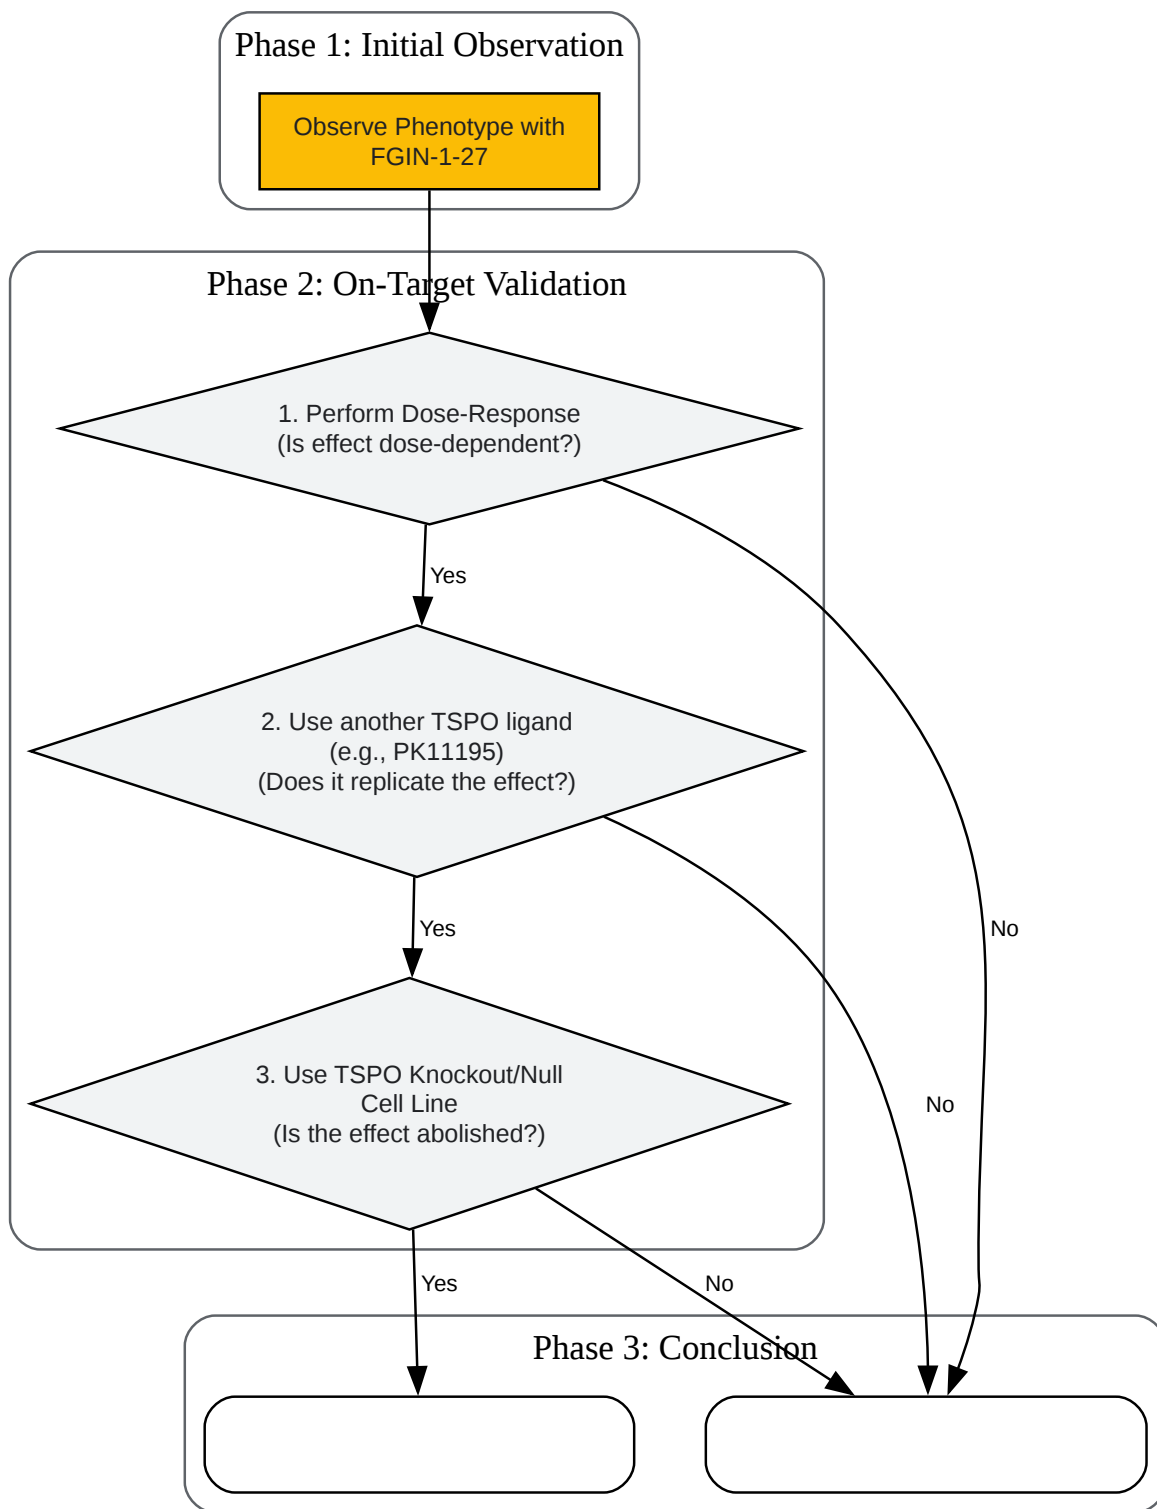 Phase 1: Initial Observation
Observe Phenotype with
FGIN-1-27
Phase 2: On-Target Validation
1. Perform Dose-Response
(Is effect dose-dependent?)
Yes
2. Use another TSPO ligand
(e.g., PK11195)
(Does it replicate the effect?)
Yes
No
3. Use TSPO Knockout/Null
Cell Line
(Is the effect abolished?)
No
Yes
No
Phase 3: Conclusion